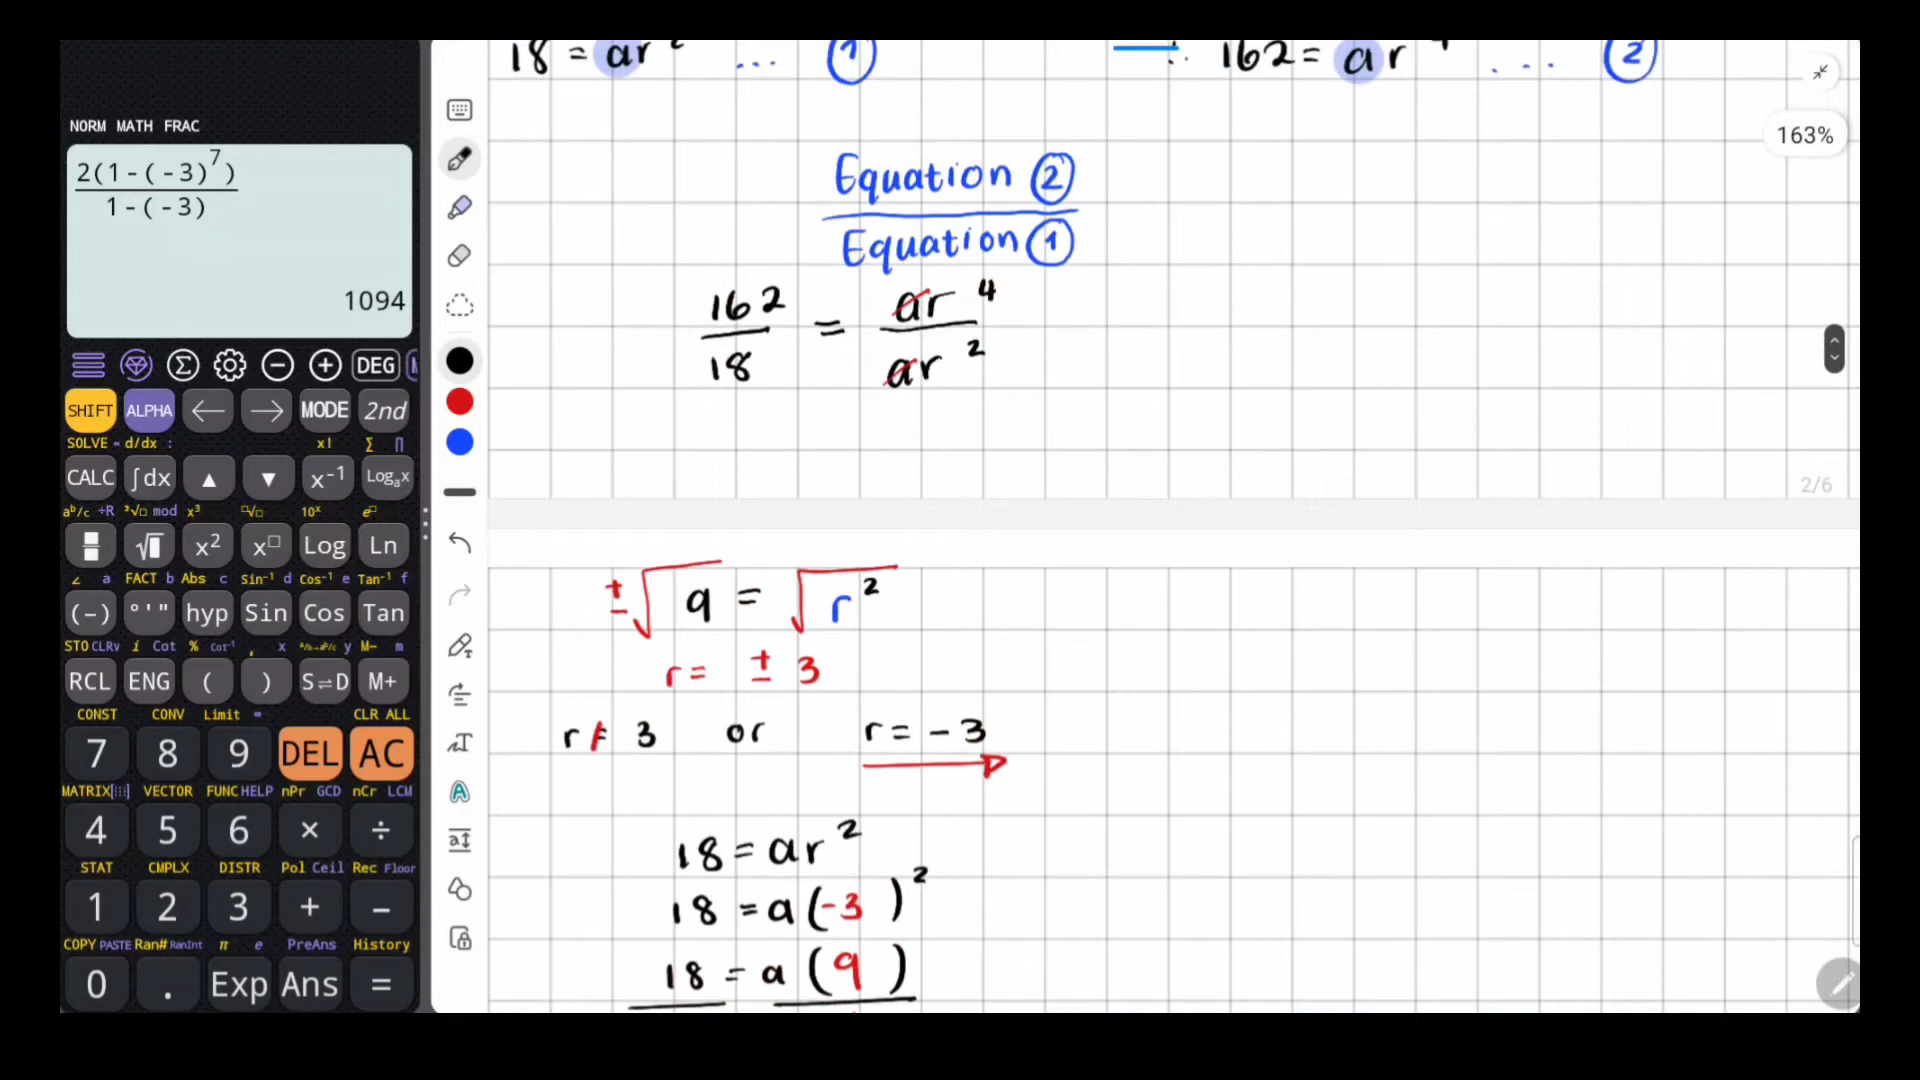 18 = ar² ... ①
∴ 162 = ar⁴ ... ②
163%
NORM MATH FRAC
2(1-(-3)⁷)
1-(-3)
1094
Equation ②
Equation ①
162 = ar⁴
18 ar²
2/6
DEG
SHIFT ALPHA ← → MODE 2nd
SOLVE = d/dx : x! Σ ∏
CALC ∫dx ▲ ▼ x⁻¹ Logₐx
aᵇ/c ÷R ³√□ mod x³ □√□ 10ˣ e□
√ x² x□ Log Ln
∠ a FACT b Abs c Sin⁻¹ d Cos⁻¹ e Tan⁻¹ f
(−) °'" hyp Sin Cos Tan
STO CLRv i Cot % Cot⁻¹ , x y M− m
RCL ENG ( ) S⇌D M+
CONST CONV Limit ∞ CLR ALL
7 8 9 DEL AC
MATRIX VECTOR FUNC HELP nPr GCD nCr LCM
4 5 6 × ÷
STAT CMPLX DISTR Pol Ceil Rec Floor
1 2 3 + −
COPY PASTE Ran# RanInt π e PreAns History
0 . Exp Ans =
±√9 = √r²
r = ± 3
r ≠ 3 or r = -3
18 = ar²
18 = a(-3)²
18 = a(9)